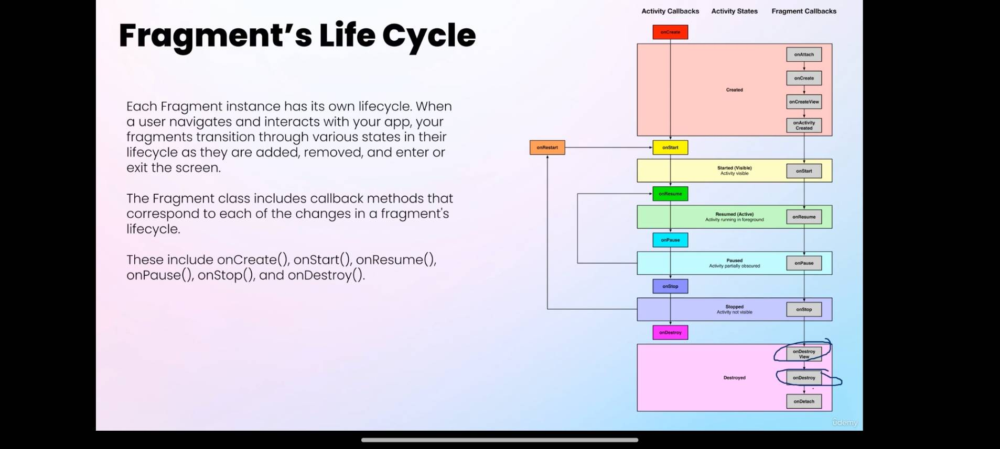 Fragment's Life Cycle
Each Fragment instance has its own lifecycle. When
a user navigates and interacts with your app, your
fragments transition through various states in their
lifecycle as they are added, removed, and enter or
exit the screen.
The Fragment class includes callback methods that
correspond to each of the changes in a fragment's
lifecycle.
These include onCreate(), onStart(), onResume(),
onPause(), onStop(), and onDestroy().
Activity Callbacks Activity States Fragment Callbacks
onCreate
onAttach
onCreate
Created
onCreateView
onActivity
Created
onRestart
onStart
Started (Visible)
Activity visible
onStart
onResume
Resumed (Active)
Activity running in foreground
onResume
onPause
Paused
Activity partially obscured
onPause
onStop
Stopped
Activity not visible
onStop
onDestroy
onDestroy
View
Destroyed
onDestroy
onDetach
ûdemy